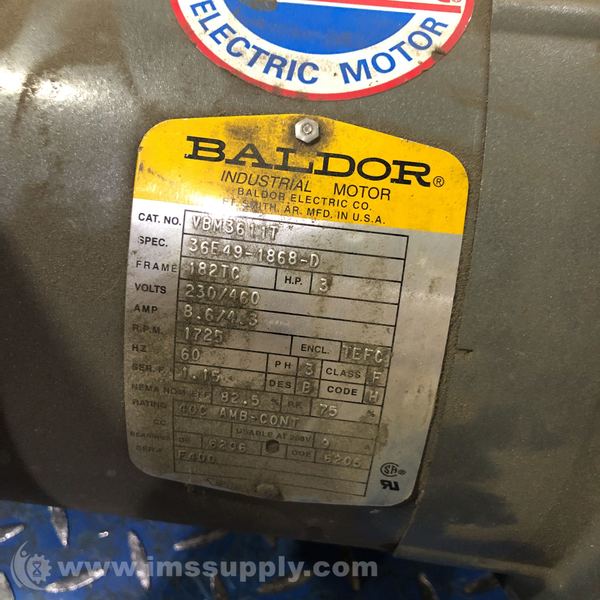 ELECTRIC MOTOR
BALDOR®
INDUSTRIAL MOTOR
BALDOR ELECTRIC CO.
FT. SMITH, AR. MFD. IN U.S.A.
CAT. NO. VBM3611T
SPEC. 36E49-1868-D
FRAME 182TC H.P. 3
VOLTS 230/460
AMP 8.6/4.3
R.P.M. 1725 ENCL. TEFC
HZ 60 PH 3 CLASS F
SER. F. 1.15 DES B CODE H
NEMA NOM. EFF. 82.5 % P.F. 75 %
RATING 40C AMB-CONT
CC USABLE AT 208V
BEARINGS DE 6206 ODE 6205
SER.#
SA®
www.imssupply.com